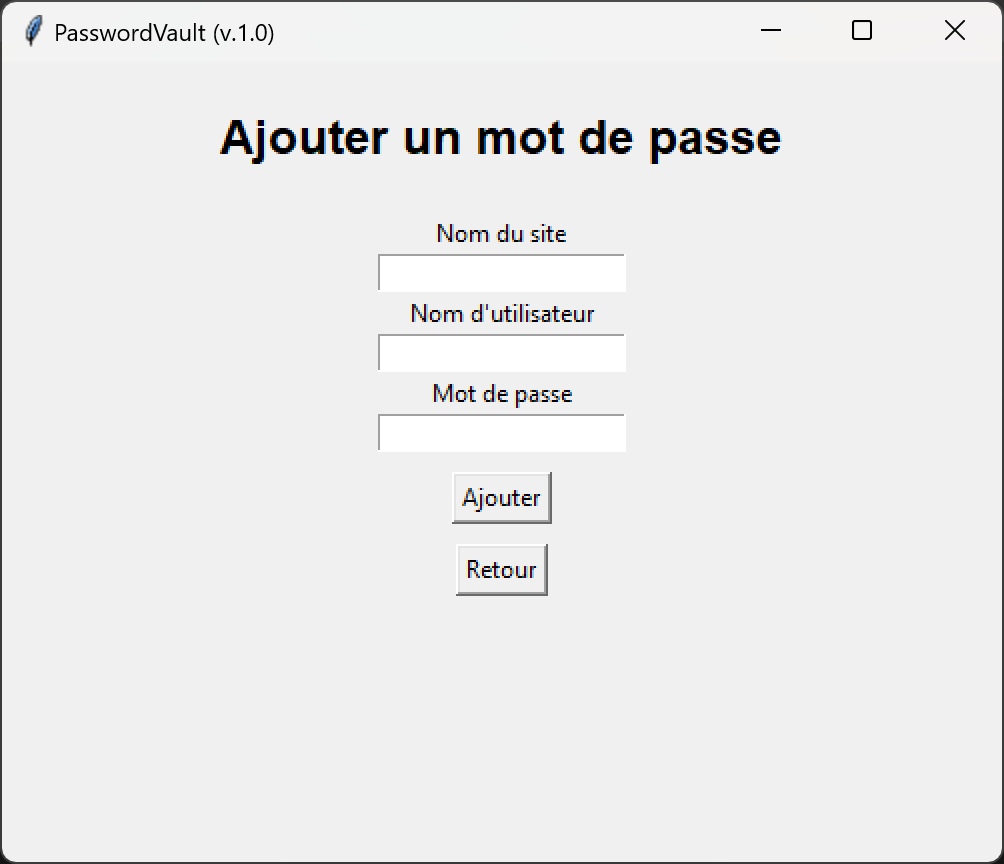 PasswordVault (v.1.0)
Ajouter un mot de passe
Nom du site
Nom d'utilisateur
Mot de passe
Ajouter
Retour